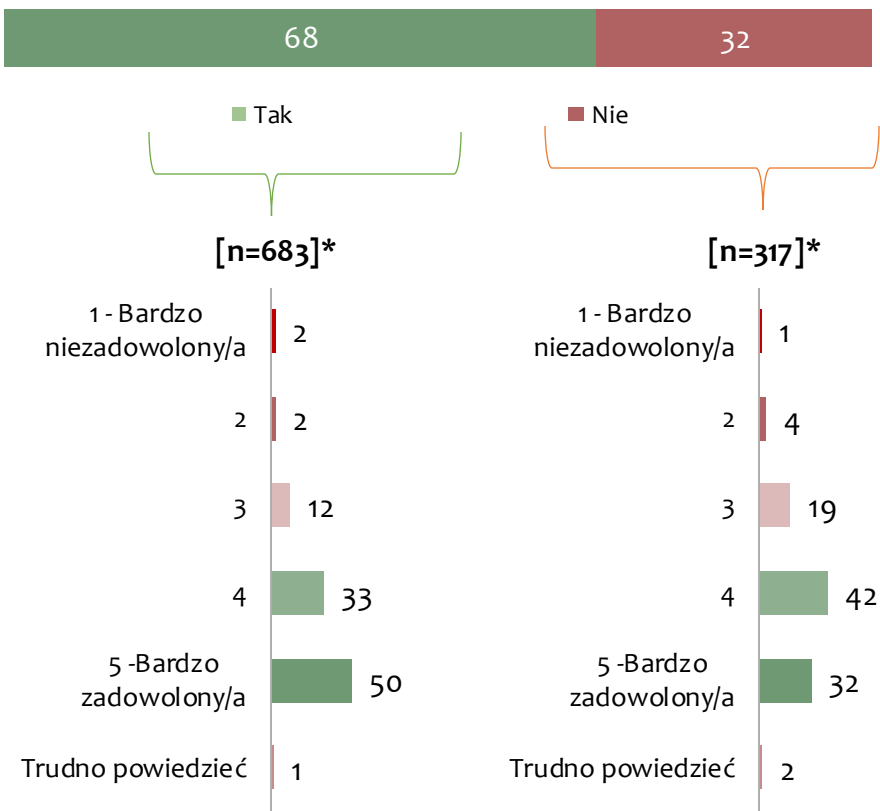 68 32
Tak Nie
[n=683]* [n=317]*
1 - Bardzo
niezadowolony/a 2
2 2
3 12
4 33
5 -Bardzo
zadowolony/a 50
Trudno powiedzieć 1
1 - Bardzo
niezadowolony/a 1
2 4
3 19
4 42
5 -Bardzo
zadowolony/a 32
Trudno powiedzieć 2